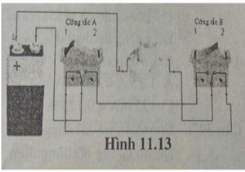 Công tắc A
Công tắc B
1 2
1 2
+
Hình 11.13